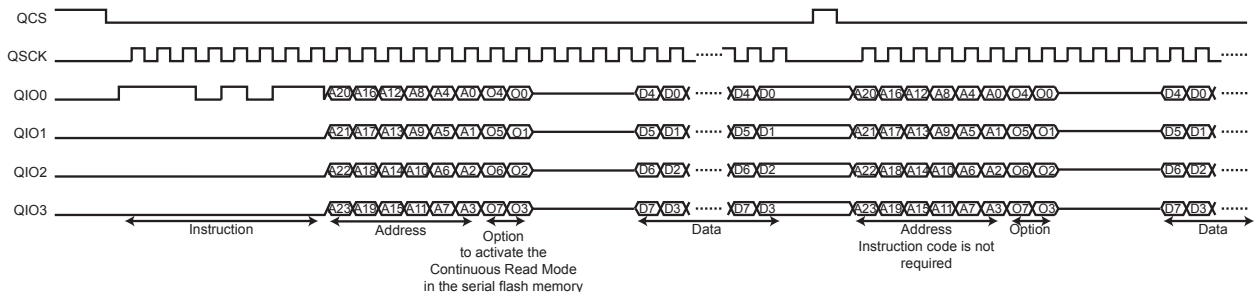 QCS
QSCK
QIO0 A20 A16 A12 A8 A4 A0 O4 O0 D4 D0 D4 D0 A20 A16 A12 A8 A4 A0 O4 O0 D4 D0
QIO1 A21 A17 A13 A9 A5 A1 O5 O1 D5 D1 D5 D1 A21 A17 A13 A9 A5 A1 O5 O1 D5 D1
QIO2 A22 A18 A14 A10 A6 A2 O6 O2 D6 D2 D6 D2 A22 A18 A14 A10 A6 A2 O6 O2 D6 D2
QIO3 A23 A19 A15 A11 A7 A3 O7 O3 D7 D3 D7 D3 A23 A19 A15 A11 A7 A3 O7 O3 D7 D3
Instruction Address Option Data Address Option Data
to activate the
Continuous Read Mode
in the serial flash memory
Instruction code is not
required